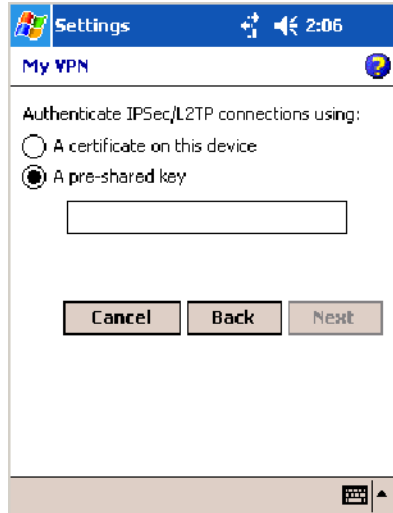 Settings 2:06
My VPN
Authenticate IPSec/L2TP connections using:
A certificate on this device
A pre-shared key
Cancel Back Next